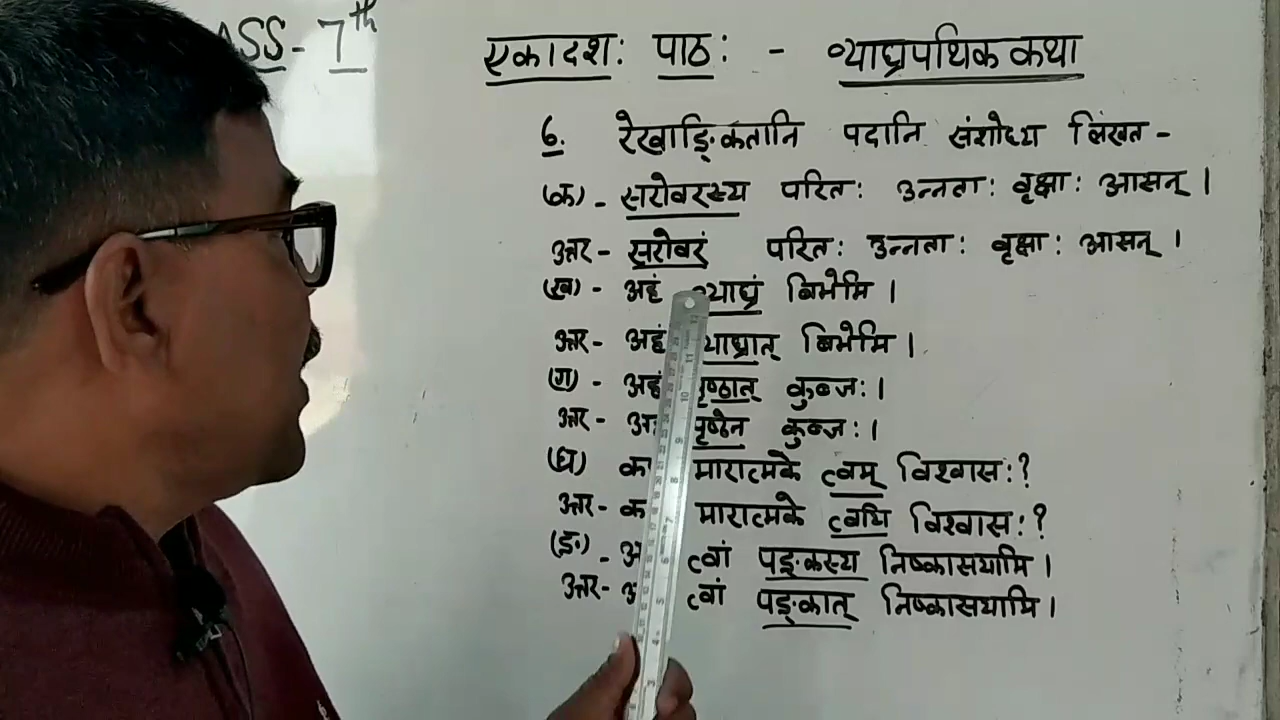 ASS- 7th
एकादशः पाठः - व्याघ्रपथिककथा
6. रेखाङ्कितानि पदानि संशोध्य लिखत -
(क) - सरोवरस्य परितः उन्नताः वृक्षाः आसन् ।
उत्तर - सरोवरं परितः उन्नताः वृक्षाः आसन् ।
(ख) - अहं व्याघ्रं बिभेमि ।
उत्तर - अहं व्याघ्रात् बिभेमि ।
(ग) - अहं पृष्ठात् कुब्जः ।
उत्तर - पृष्ठेन कुब्जः ।
(घ) मारात्मके त्वम् विश्वासः ?
उत्तर - मारात्मके त्वयि विश्वासः ?
(ङ) - त्वां पङ्कस्य निष्कासयामि ।
उत्तर - त्वां पङ्कात् निष्कासयामि ।